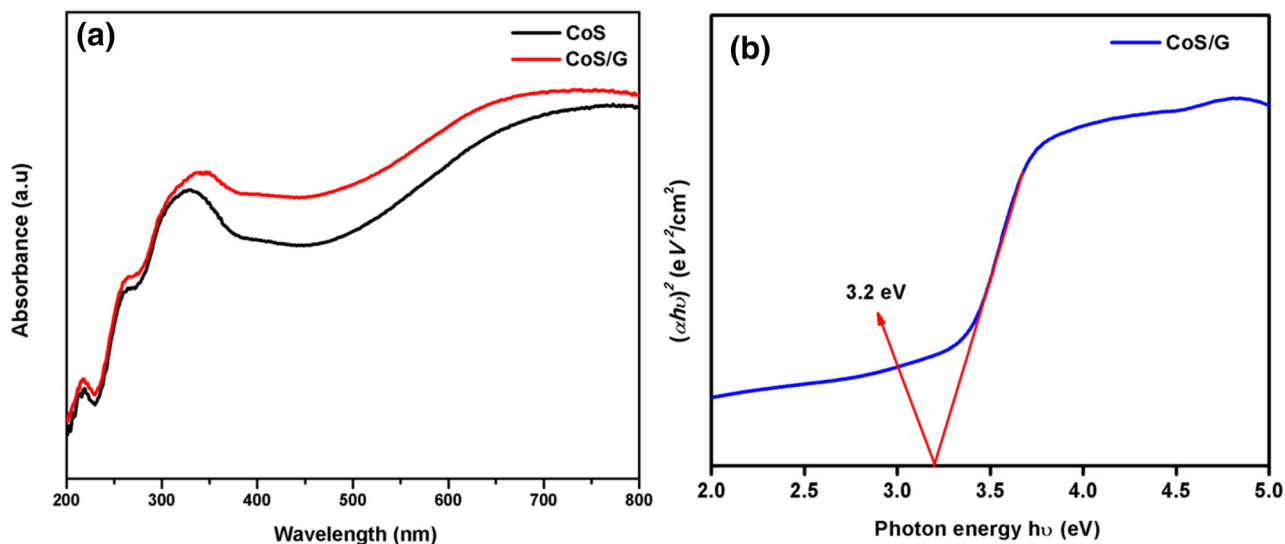 (a)
CoS
CoS/G
Absorbance (a.u)
200 300 400 500 600 700 800
Wavelength (nm)
(b)
CoS/G
(αhυ)² (eV²/cm²)
3.2 eV
2.0 2.5 3.0 3.5 4.0 4.5 5.0
Photon energy hυ (eV)